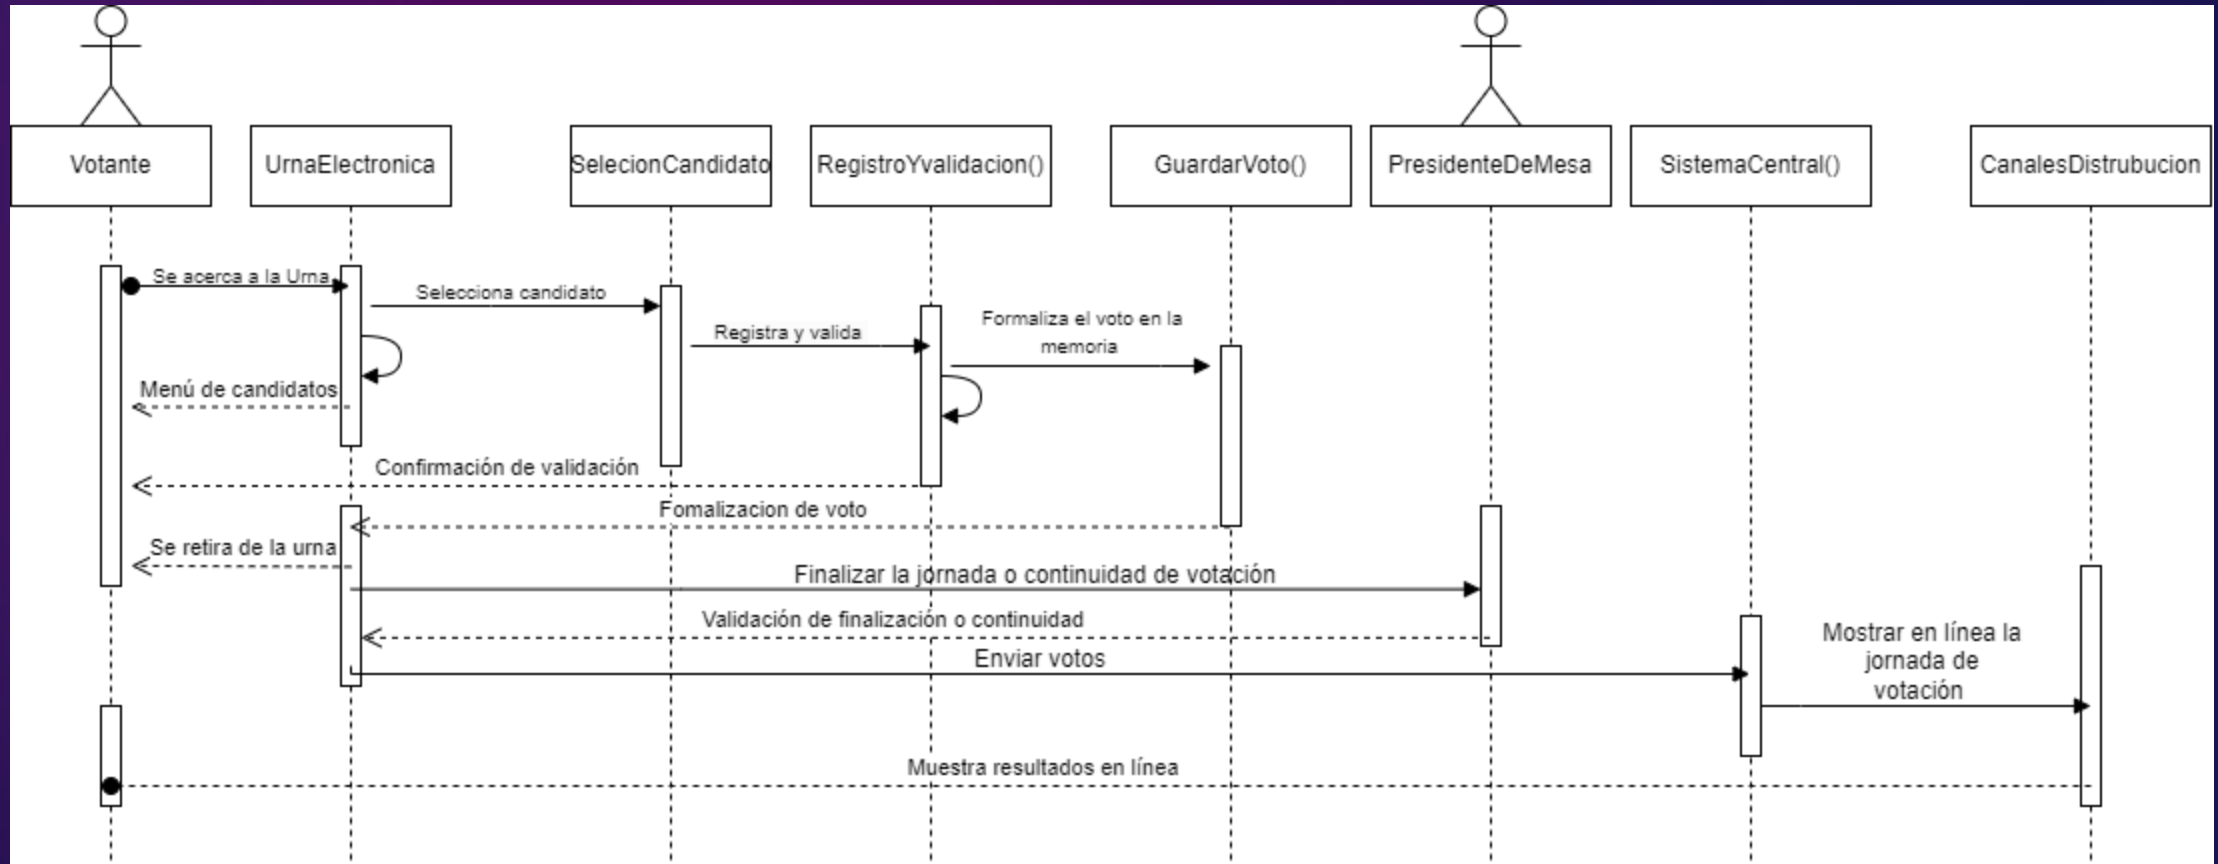 Votante
UrnaElectronica
SelecionCandidato
RegistroYvalidacion()
GuardarVoto()
PresidenteDeMesa
SistemaCentral()
CanalesDistrubucion
Se acerca a la Urna
Selecciona candidato
Registra y valida
Formaliza el voto en la
memoria
Menú de candidatos
Confirmación de validación
Fomalizacion de voto
Se retira de la urna
Finalizar la jornada o continuidad de votación
Validación de finalización o continuidad
Enviar votos
Mostrar en línea la
jornada de
votación
Muestra resultados en línea